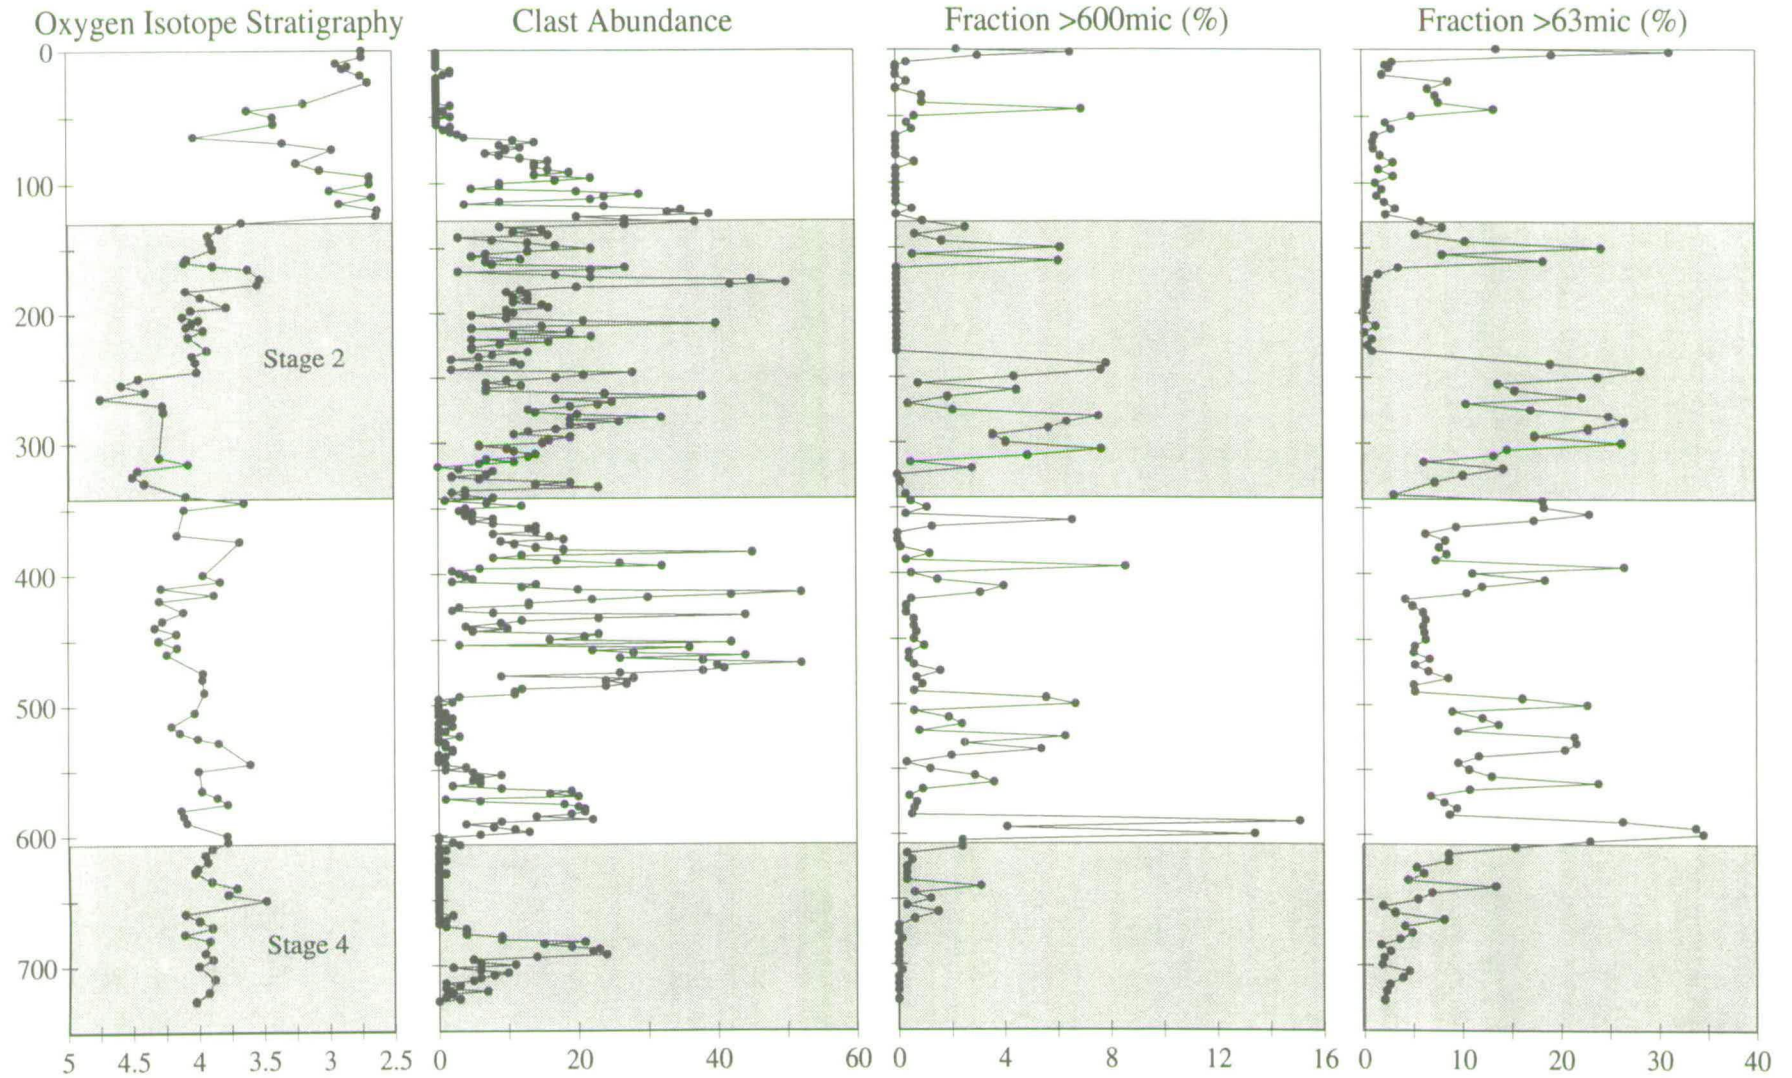 Oxygen Isotope Stratigraphy Clast Abundance Fraction >600mic (%) Fraction >63mic (%)
0
100
200
Stage 2
300
400
500
600
Stage 4
700
5 4.5 4 3.5 3 2.5 0 20 40 60 0 4 8 12 16 0 10 20 30 40